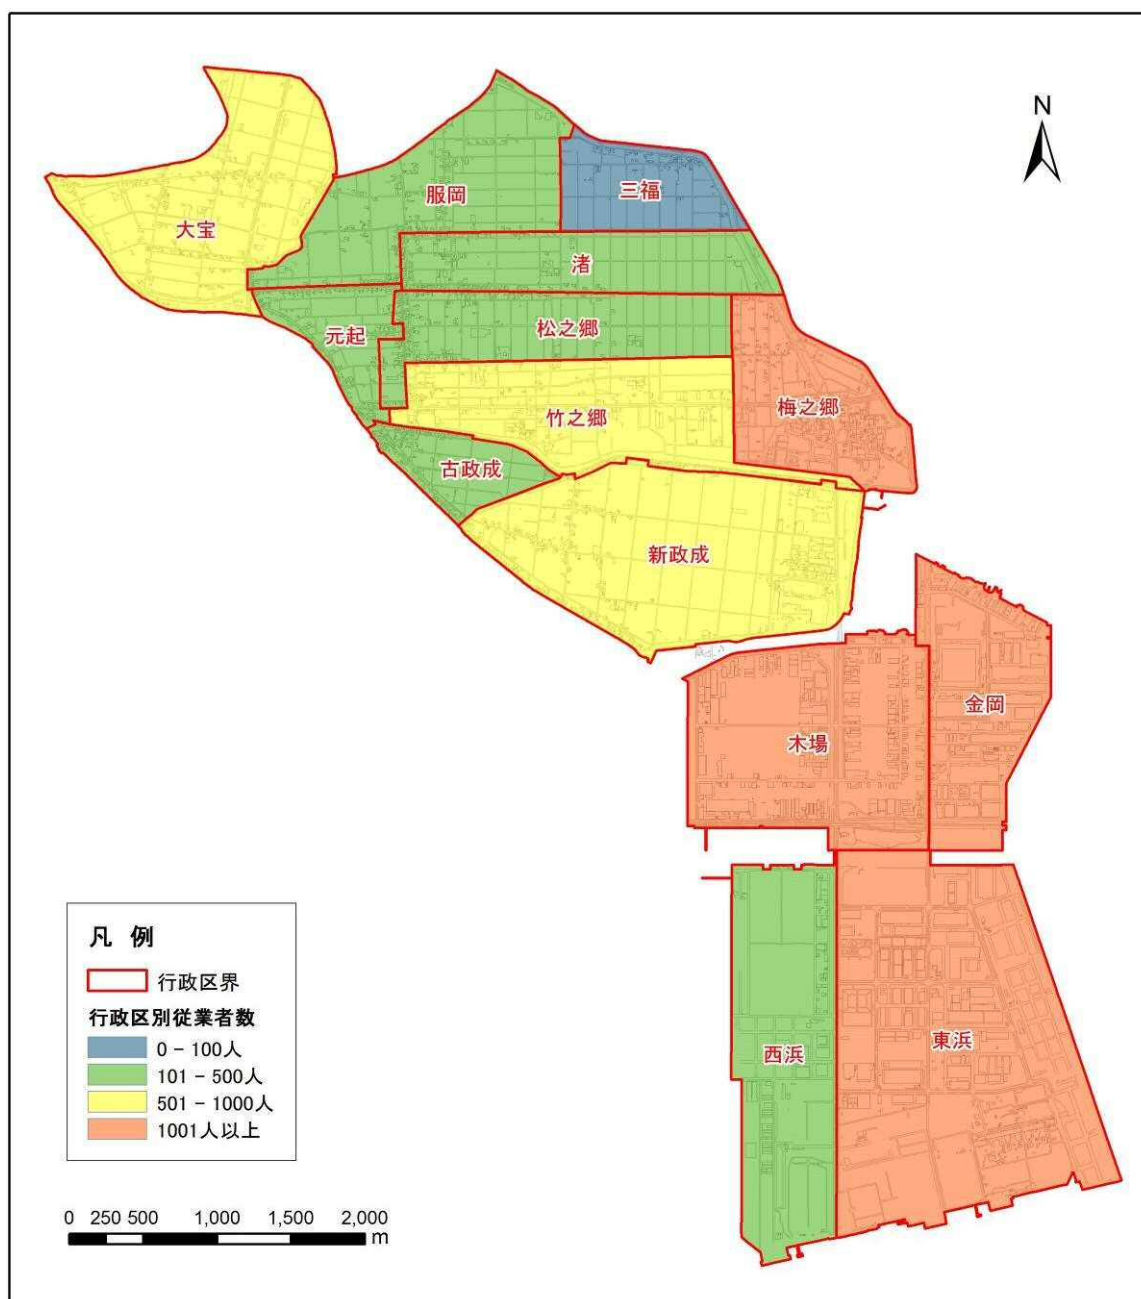 N
服岡
三福
大宝
渚
元起
松之郷
梅之郷
竹之郷
古政成
新政成
金岡
木場
東浜
西浜
凡 例
行政区界
行政区別従業者数
0 - 100人
101 - 500人
501 - 1000人
1001人以上
0 250 500 1,000 1,500 2,000
m